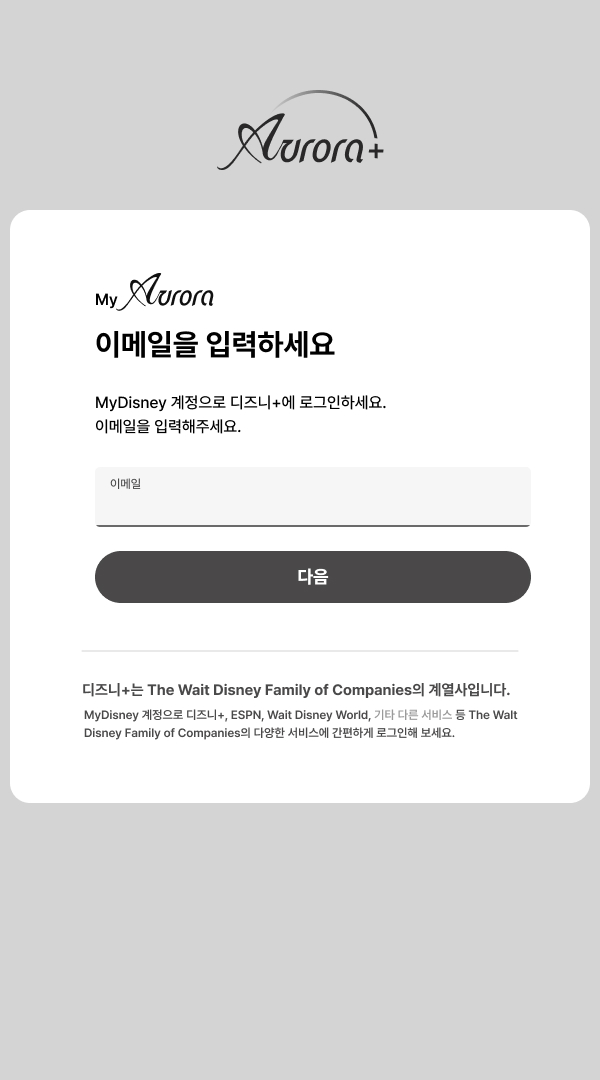 Aurora+
My Aurora
이메일을 입력하세요
MyDisney 계정으로 디즈니+에 로그인하세요.
이메일을 입력해주세요.
이메일
다음
디즈니+는 The Wait Disney Family of Companies의 계열사입니다.
MyDisney 계정으로 디즈니+, ESPN, Wait Disney World, 기타 다른 서비스 등 The Walt
Disney Family of Companies의 다양한 서비스에 간편하게 로그인해 보세요.